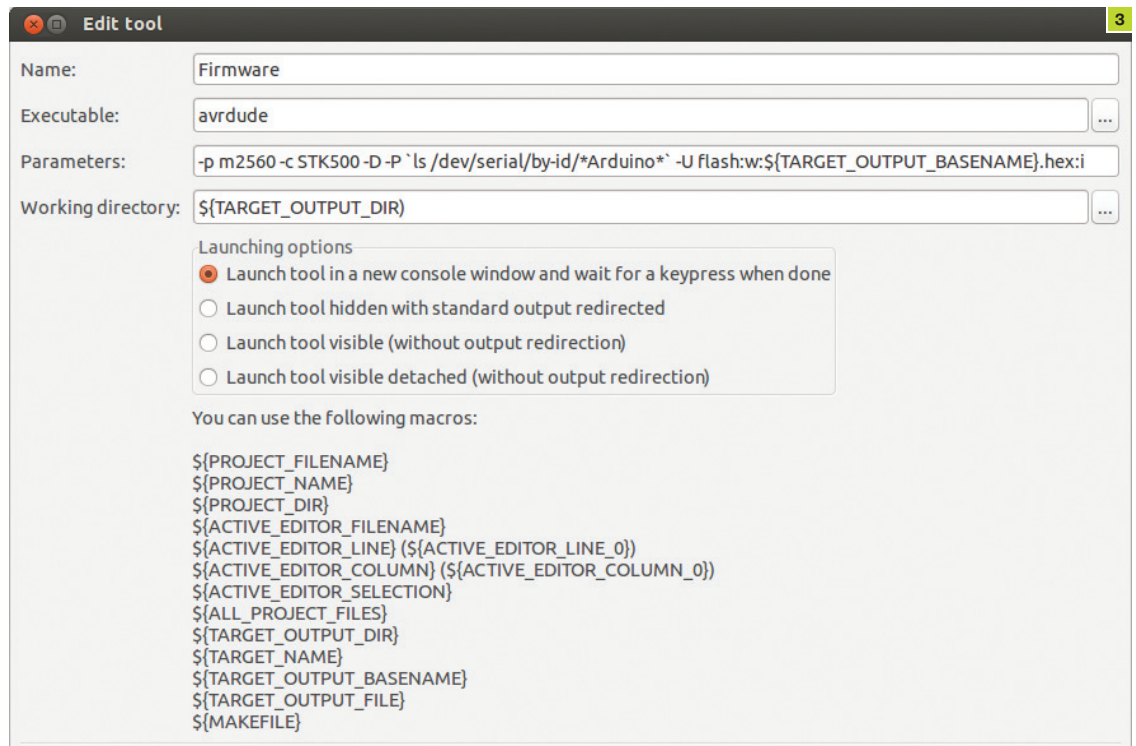 Edit tool
3
Name: Firmware
Executable: avrdude ...
Parameters: -p m2560 -c STK500 -D -P `ls /dev/serial/by-id/*Arduino*` -U flash:w:${TARGET_OUTPUT_BASENAME}.hex:i
Working directory: ${TARGET_OUTPUT_DIR) ...
Launching options
Launch tool in a new console window and wait for a keypress when done
Launch tool hidden with standard output redirected
Launch tool visible (without output redirection)
Launch tool visible detached (without output redirection)
You can use the following macros:
${PROJECT_FILENAME}
${PROJECT_NAME}
${PROJECT_DIR}
${ACTIVE_EDITOR_FILENAME}
${ACTIVE_EDITOR_LINE} (${ACTIVE_EDITOR_LINE_0})
${ACTIVE_EDITOR_COLUMN} (${ACTIVE_EDITOR_COLUMN_0})
${ACTIVE_EDITOR_SELECTION}
${ALL_PROJECT_FILES}
${TARGET_OUTPUT_DIR}
${TARGET_NAME}
${TARGET_OUTPUT_BASENAME}
${TARGET_OUTPUT_FILE}
${MAKEFILE}